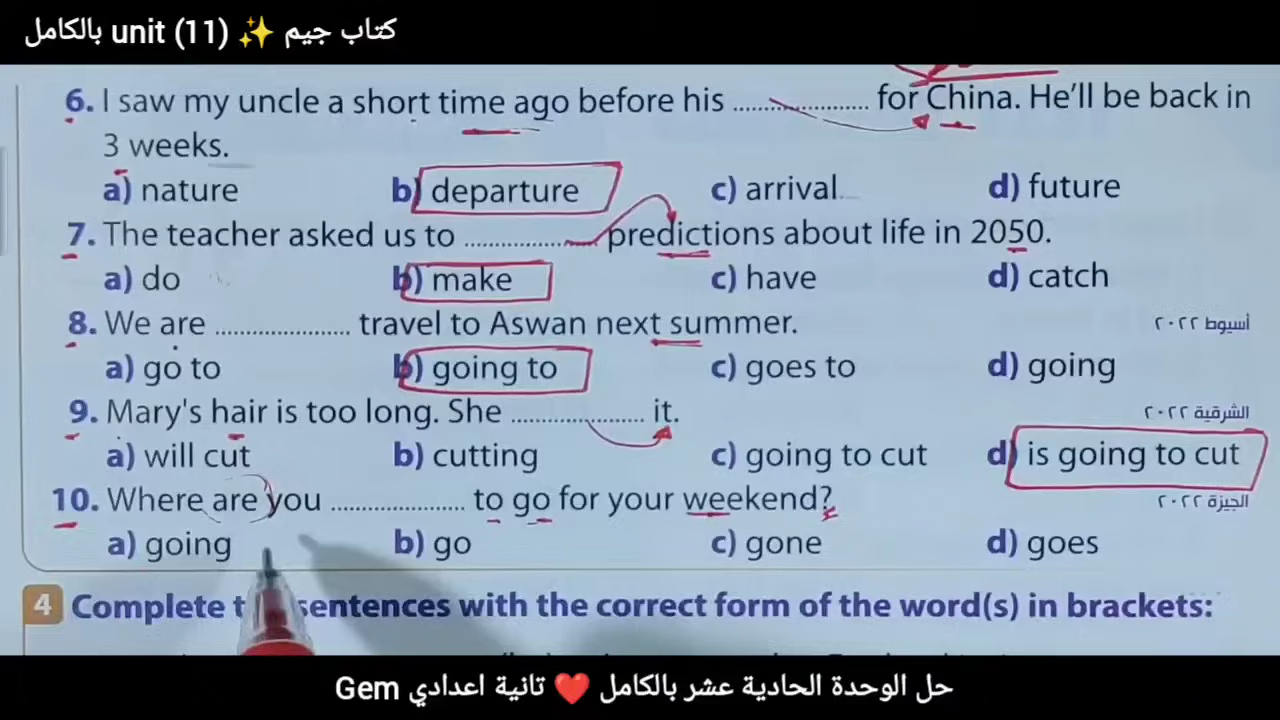 كتاب جيم ✨ unit (11) بالكامل
6. I saw my uncle a short time ago before his .................. for China. He'll be back in
3 weeks.
a) nature b) departure c) arrival d) future
7. The teacher asked us to .................. predictions about life in 2050.
a) do b) make c) have d) catch
8. We are .................. travel to Aswan next summer. أسيوط ٢٠٢٢
a) go to b) going to c) goes to d) going
9. Mary's hair is too long. She .................. it. الشرقية ٢٠٢٢
a) will cut b) cutting c) going to cut d) is going to cut
10. Where are you .................. to go for your weekend? الجيزة ٢٠٢٢
a) going b) go c) gone d) goes
4 Complete sentences with the correct form of the word(s) in brackets:
حل الوحدة الحادية عشر بالكامل ❤️ تانية اعدادي Gem